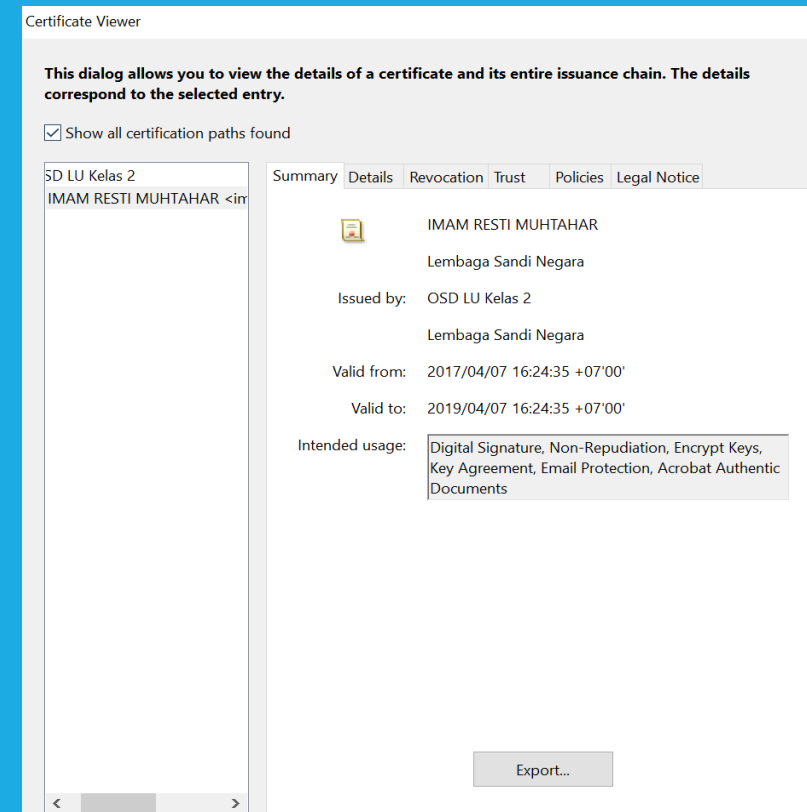 Certificate Viewer
This dialog allows you to view the details of a certificate and its entire issuance chain. The details
correspond to the selected entry.
Show all certification paths found
SD LU Kelas 2
IMAM RESTI MUHTAHAR <im
Summary Details Revocation Trust Policies Legal Notice
IMAM RESTI MUHTAHAR
Lembaga Sandi Negara
Issued by: OSD LU Kelas 2
Lembaga Sandi Negara
Valid from: 2017/04/07 16:24:35 +07'00'
Valid to: 2019/04/07 16:24:35 +07'00'
Intended usage: Digital Signature, Non-Repudiation, Encrypt Keys,
Key Agreement, Email Protection, Acrobat Authentic
Documents
Export...